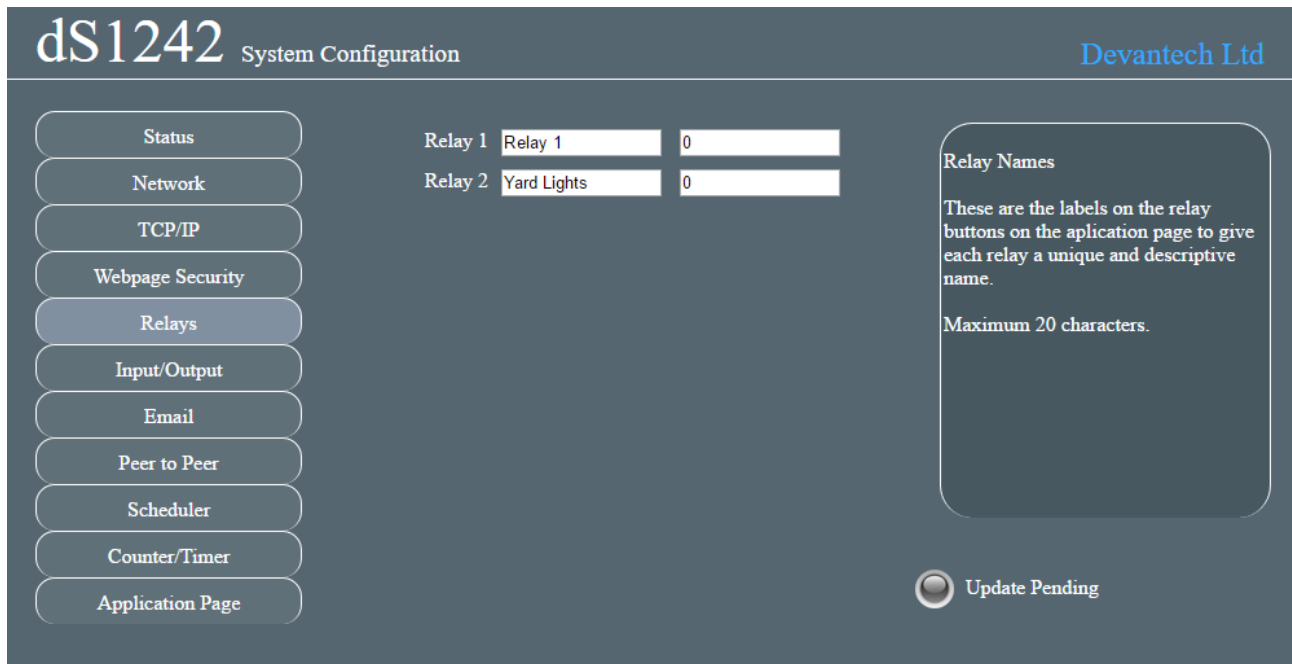 dS1242 System Configuration
Devantech Ltd
Status
Network
TCP/IP
Webpage Security
Relays
Input/Output
Email
Peer to Peer
Scheduler
Counter/Timer
Application Page
Relay 1 Relay 1 0
Relay 2 Yard Lights 0
Relay Names
These are the labels on the relay
buttons on the aplication page to give
each relay a unique and descriptive
name.
Maximum 20 characters.
Update Pending